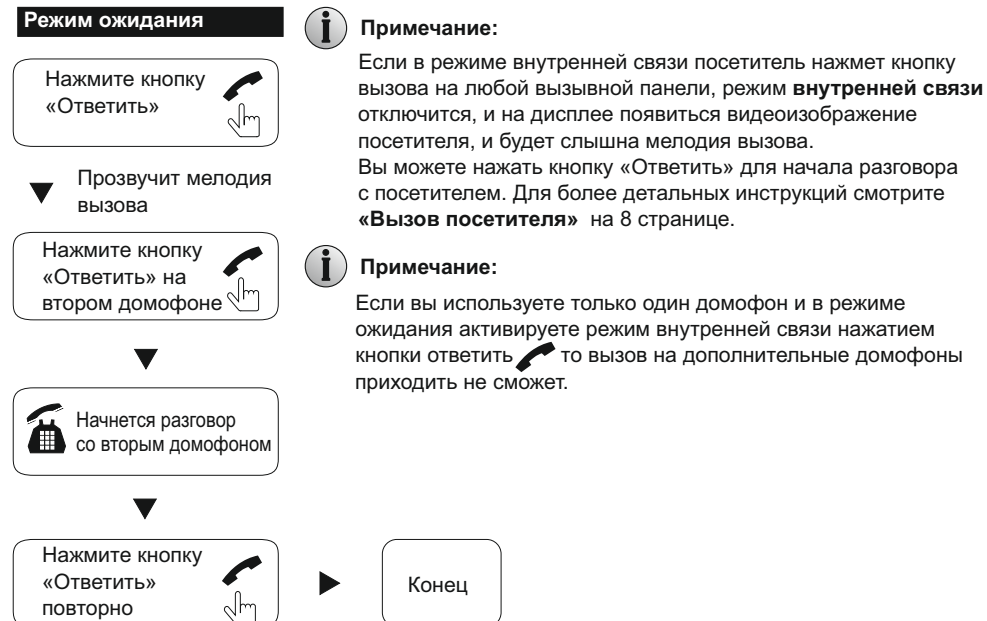 Режим ожидания
Нажмите кнопку
«Ответить»
Прозвучит мелодия
вызова
Нажмите кнопку
«Ответить» на
втором домофоне
Начнется разговор
со вторым домофоном
Нажмите кнопку
«Ответить»
повторно
Конец
Примечание:
Если в режиме внутренней связи посетитель нажмет кнопку
вызова на любой вызывной панели, режим внутренней связи
отключится, и на дисплее появиться видеоизображение
посетителя, и будет слышна мелодия вызова.
Вы можете нажать кнопку «Ответить» для начала разговора
с посетителем. Для более детальных инструкций смотрите
«Вызов посетителя» на 8 странице.
Примечание:
Если вы используете только один домофон и в режиме
ожидания активируете режим внутренней связи нажатием
кнопки ответить то вызов на дополнительные домофоны
приходить не сможет.